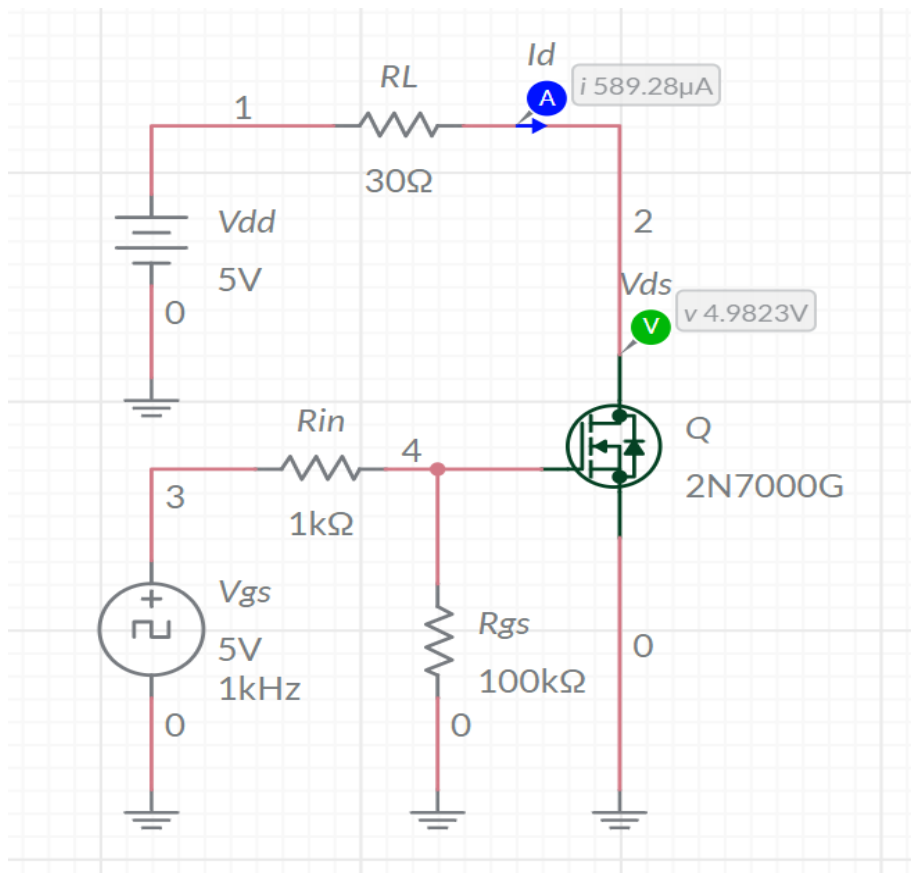 Id
A
i 589.28µA
RL
1
30Ω
Vdd
5V
0
2
Vds
V
v 4.9823V
Rin
4
3
1kΩ
Q
2N7000G
Vgs
5V
1kHz
0
Rgs
100kΩ
0
0